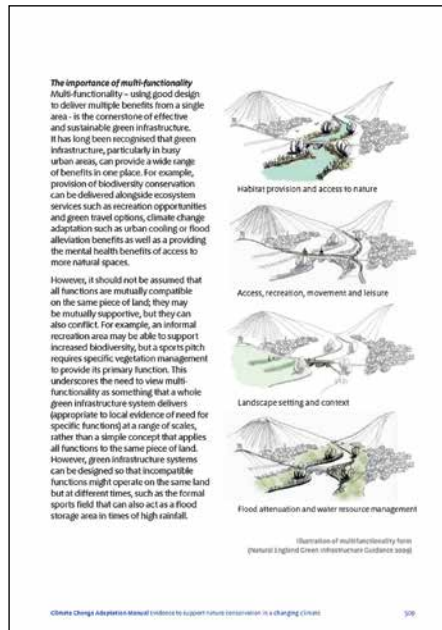 The importance of multi-functionality
Multi-functionality – using good design
to deliver multiple benefits from a single
area - is the cornerstone of effective
and sustainable green infrastructure.
It has long been recognised that green
infrastructure, particularly in busy
urban areas, can provide a wide range
of benefits in one place. For example,
provision of biodiversity conservation
can be delivered alongside ecosystem
services such as recreation opportunities
and green travel options, climate change
adaptation such as urban cooling or flood
alleviation benefits as well as a providing
the mental health benefits of access to
more natural spaces.
However, it should not be assumed that
all functions are mutually compatible
on the same piece of land; they may
be mutually supportive, but they can
also conflict. For example, an informal
recreation area may be able to support
increased biodiversity, but a sports pitch
requires specific vegetation management
to provide its primary function. This
underscores the need to view multi-
functionality as something that a whole
green infrastructure system delivers
(appropriate to local evidence of need for
specific functions) at a range of scales,
rather than a simple concept that applies
all functions to the same piece of land.
However, green infrastructure systems
can be designed so that incompatible
functions might operate on the same land
but at different times, such as the formal
sports field that can also act as a flood
storage area in times of high rainfall.
Habitat provision and access to nature
Access, recreation, movement and leisure
Landscape setting and context
Flood attenuation and water resource management
Illustration of multifunctionality form
(Natural England Green Infrastructure Guidance 2009)
Climate Change Adaptation Manual Evidence to support nature conservation in a changing climate
509